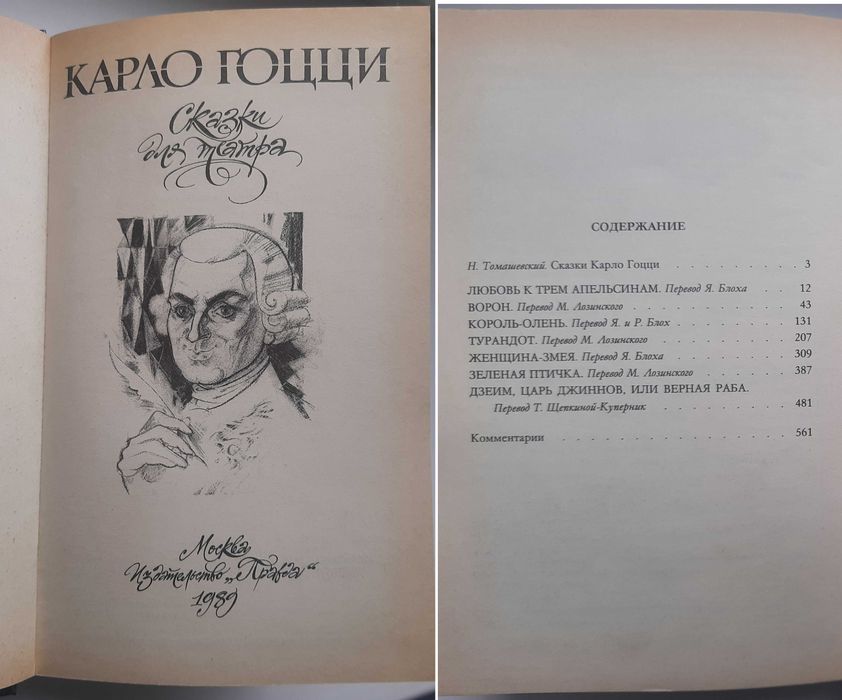 КАРЛО ГОЦЦИ
Сказки
для театра
Москва
Издательство „Правда“
1989
СОДЕРЖАНИЕ
Н. Томашевский. Сказки Карло Гоцци . . . . . . . . . 3
ЛЮБОВЬ К ТРЕМ АПЕЛЬСИНАМ. Перевод Я. Блоха . . 12
ВОРОН. Перевод М. Лозинского . . . . . . . . . . . 43
КОРОЛЬ-ОЛЕНЬ. Перевод Я. и Р. Блох . . . . . . . . 131
ТУРАНДОТ. Перевод М. Лозинского . . . . . . . . . 207
ЖЕНЩИНА-ЗМЕЯ. Перевод Я. Блоха . . . . . . . . . 309
ЗЕЛЕНАЯ ПТИЧКА. Перевод М. Лозинского . . . . . . 387
ДЗЕИМ, ЦАРЬ ДЖИННОВ, ИЛИ ВЕРНАЯ РАБА.
Перевод Т. Щепкиной-Куперник . . . . . . . . . . 481
Комментарии . . . . . . . . . . . . . . . . 561